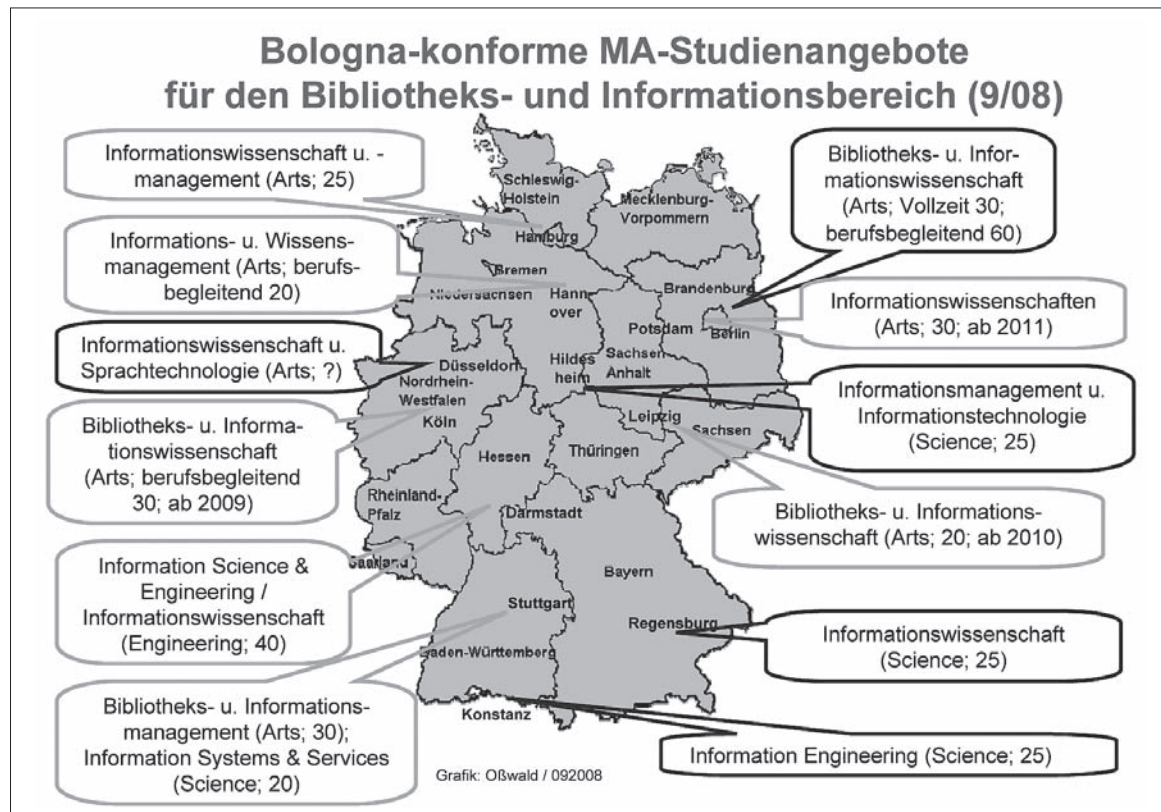 Bologna-konforme MA-Studienangebote
für den Bibliotheks- und Informationsbereich (9/08)
Informationswissenschaft u. -
management (Arts; 25)
Informations- u. Wissens-
management (Arts; berufs-
begleitend 20)
Informationswissenschaft u.
Sprachtechnologie (Arts; ?)
Bibliotheks- u. Informa-
tionswissenschaft
(Arts; berufsbegleitend
30; ab 2009)
Information Science &
Engineering /
Informationswissenschaft
(Engineering; 40)
Bibliotheks- u. Informations-
management (Arts; 30);
Information Systems & Services
(Science; 20)
Schleswig-
Holstein
Mecklenburg-
Vorpommern
Hamburg
Bremen
Niedersachsen
Hann
over
Brandenburg
Potsdam
Berlin
Düsseldorf
Nordrhein-
Westfalen
Köln
Hildes
heim
Sachsen
Anhalt
Leipzig
Sachsen
Hessen
Thüringen
Rheinland-
Pfalz
Darmstadt
Saarland
Bayern
Stuttgart
Regensburg
Baden-Württemberg
Konstanz
Grafik: Oßwald / 092008
Bibliotheks- u. Infor-
mationswissenschaft
(Arts; Vollzeit 30;
berufsbegleitend 60)
Informationswissenschaften
(Arts; 30; ab 2011)
Informationsmanagement u.
Informationstechnologie
(Science; 25)
Bibliotheks- u. Informations-
wissenschaft (Arts; 20; ab 2010)
Informationswissenschaft
(Science; 25)
Information Engineering (Science; 25)